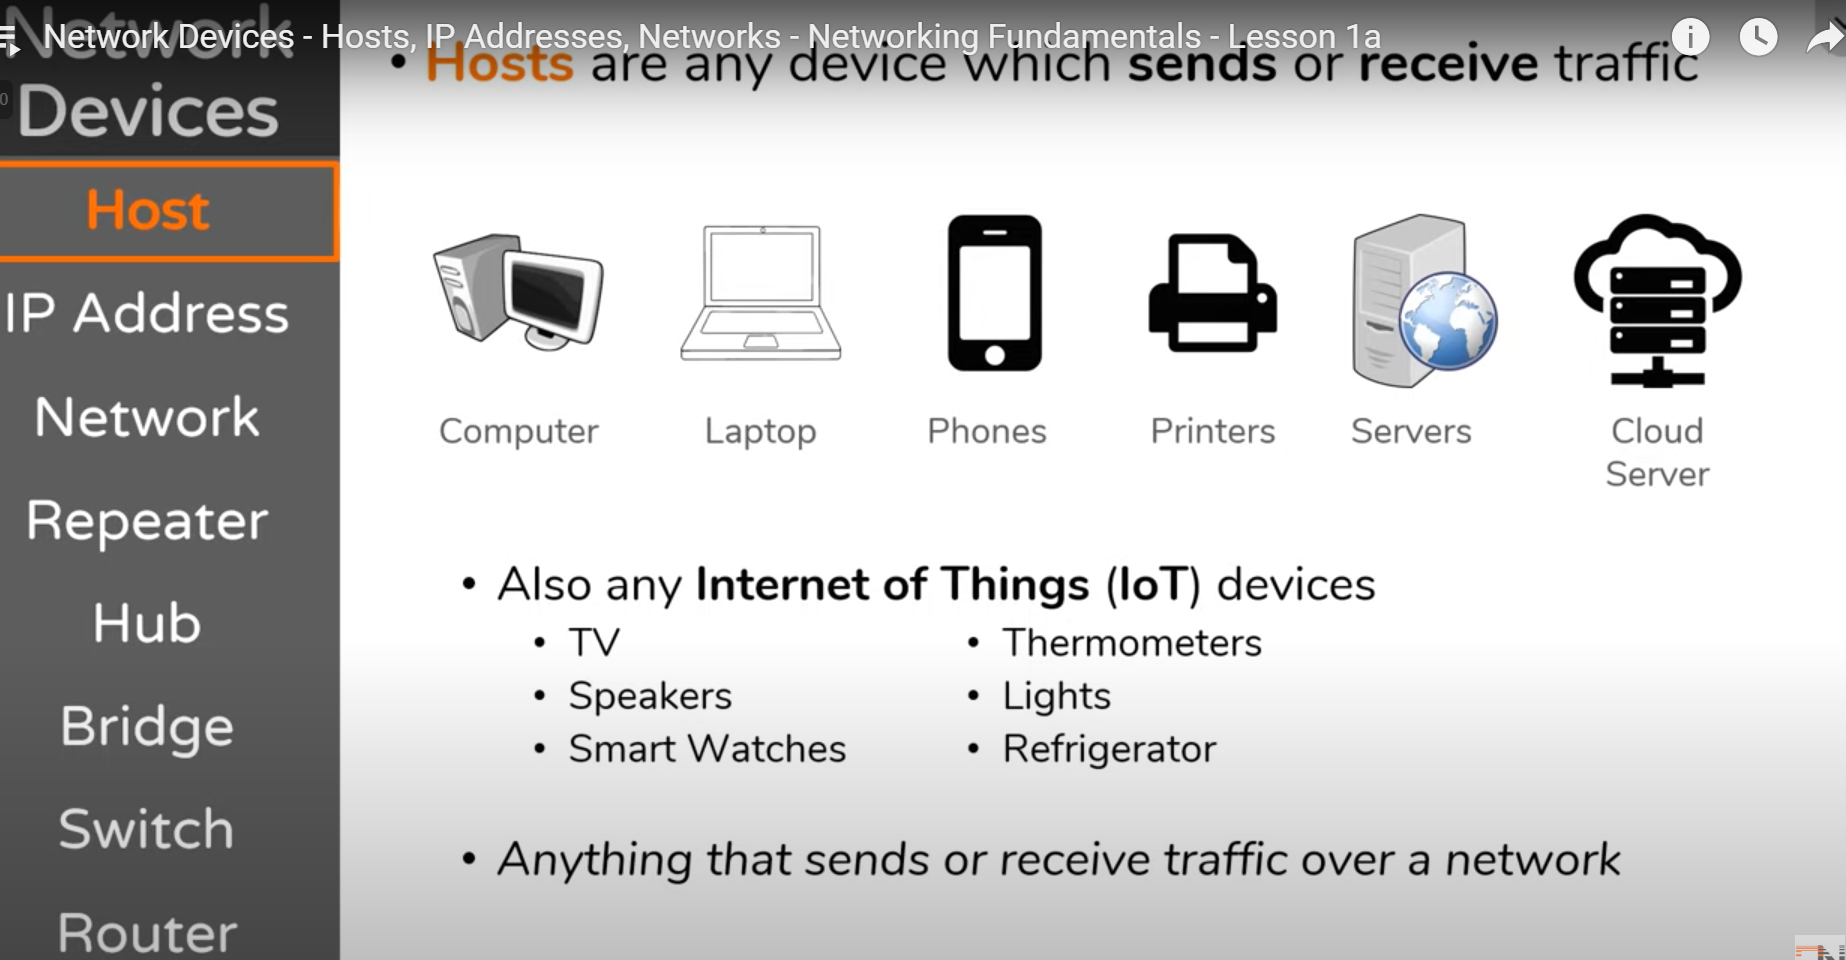 Network Devices - Hosts, IP Addresses, Networks - Networking Fundamentals - Lesson 1a
Network
Devices
Host
IP Address
Network
Repeater
Hub
Bridge
Switch
Router
• Hosts are any device which sends or receive traffic
Computer
Laptop
Phones
Printers
Servers
Cloud
Server
• Also any Internet of Things (IoT) devices
• TV
• Speakers
• Smart Watches
• Thermometers
• Lights
• Refrigerator
• Anything that sends or receive traffic over a network